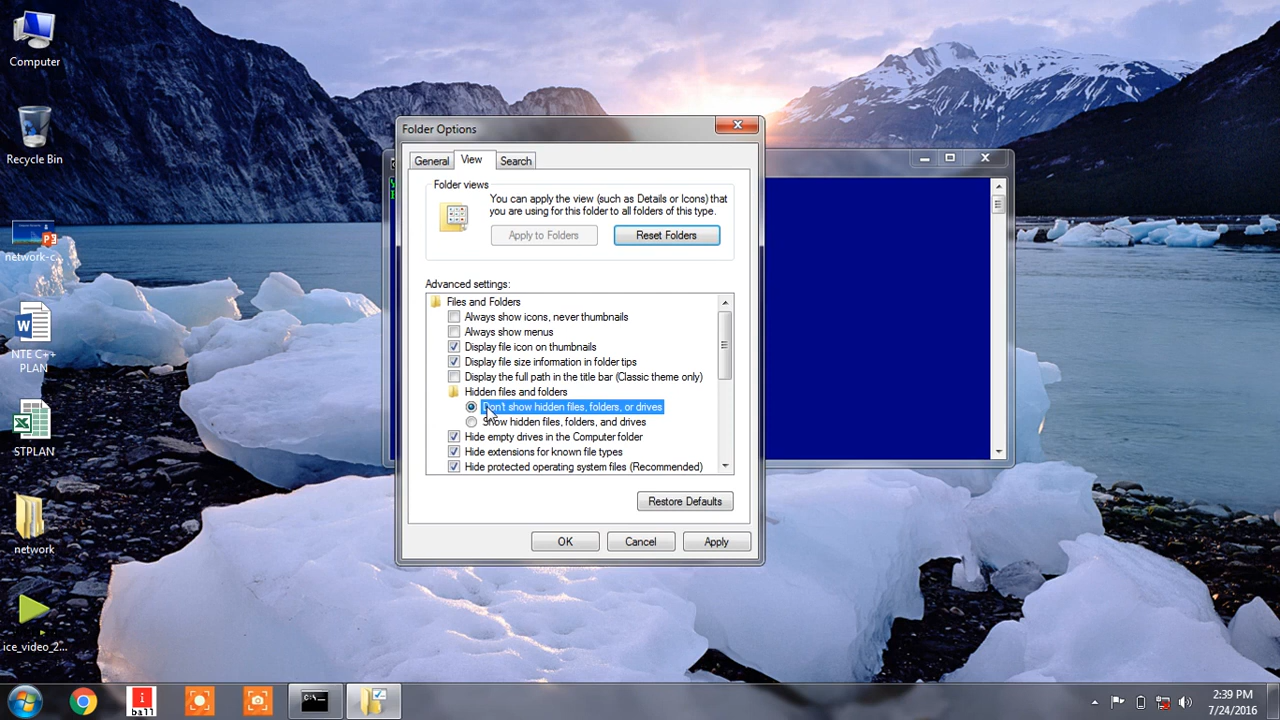 Computer
Recycle Bin
network-c...
NTE C++
PLAN
STPLAN
network
ice_video_2...
Folder Options
General
View
Search
Folder views
You can apply the view (such as Details or Icons) that
you are using for this folder to all folders of this type.
Apply to Folders
Reset Folders
Advanced settings:
Files and Folders
Always show icons, never thumbnails
Always show menus
Display file icon on thumbnails
Display file size information in folder tips
Display the full path in the title bar (Classic theme only)
Hidden files and folders
Don't show hidden files, folders, or drives
Show hidden files, folders, and drives
Hide empty drives in the Computer folder
Hide extensions for known file types
Hide protected operating system files (Recommended)
Restore Defaults
OK
Cancel
Apply
i
ball
C:\_
2:39 PM
7/24/2016